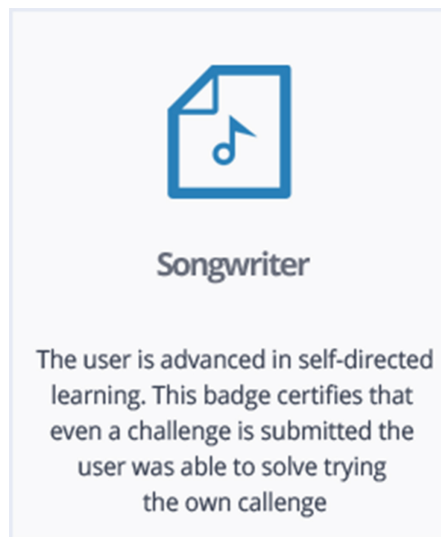 Songwriter
The user is advanced in self-directed
learning. This badge certifies that
even a challenge is submitted the
user was able to solve trying
the own callenge